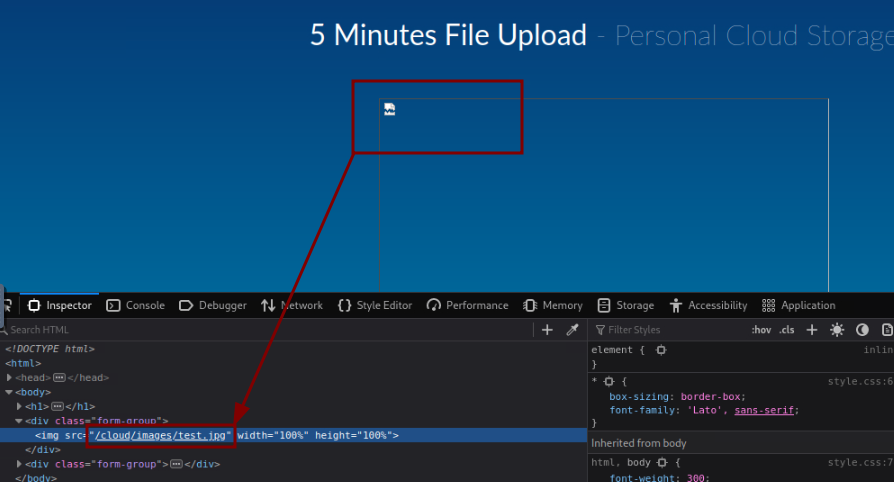 5 Minutes File Upload - Personal Cloud Storage
Inspector Console Debugger Network Style Editor Performance Memory Storage Accessibility Application
Search HTML
Filter Styles :hov .cls
<!DOCTYPE html>
<html>
<head> </head>
<body>
<h1> </h1>
<div class="form-group">
<img src="/cloud/images/test.jpg" width="100%" height="100%">
</div>
<div class="form-group"> </div>
</body>
element { inlin
}
* { style.css:6
box-sizing: border-box;
font-family: 'Lato', sans-serif;
}
Inherited from body
html, body { style.css:7
font-weight: 300;